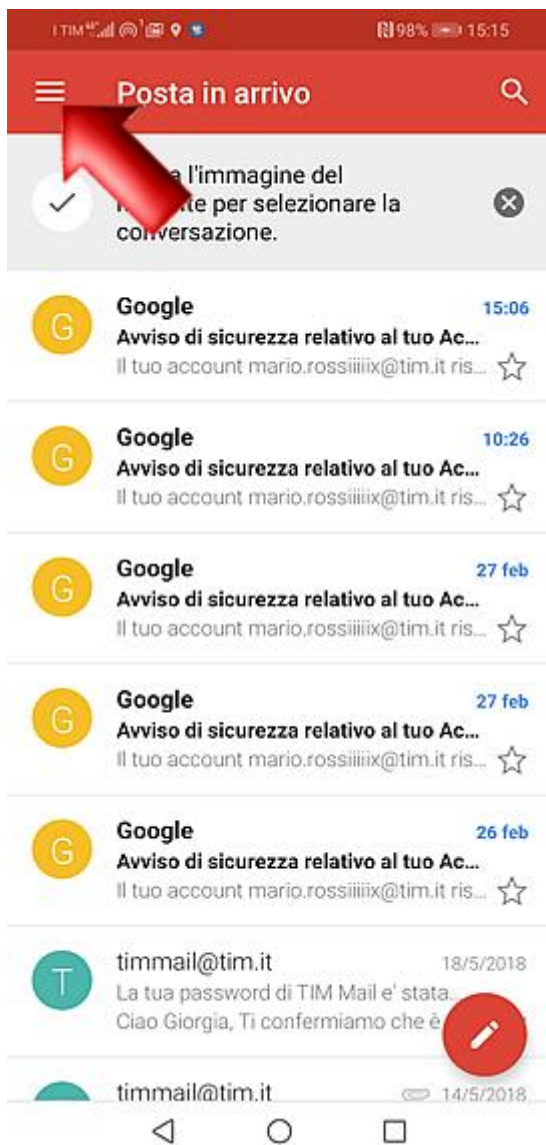 I TIM 98% 15:15
Posta in arrivo
l'immagine del
per selezionare la
conversazione.
G Google 15:06
Avviso di sicurezza relativo al tuo Ac...
Il tuo account mario.rossiiiiix@tim.it ris...
G Google 10:26
Avviso di sicurezza relativo al tuo Ac...
Il tuo account mario.rossiiiiix@tim.it ris...
G Google 27 feb
Avviso di sicurezza relativo al tuo Ac...
Il tuo account mario.rossiiiiix@tim.it ris...
G Google 27 feb
Avviso di sicurezza relativo al tuo Ac...
Il tuo account mario.rossiiiiix@tim.it ris...
G Google 26 feb
Avviso di sicurezza relativo al tuo Ac...
Il tuo account mario.rossiiiiix@tim.it ris...
T timmail@tim.it 18/5/2018
La tua password di TIM Mail e' stata...
Ciao Giorgia, Ti confermiamo che è
timmail@tim.it 14/5/2018